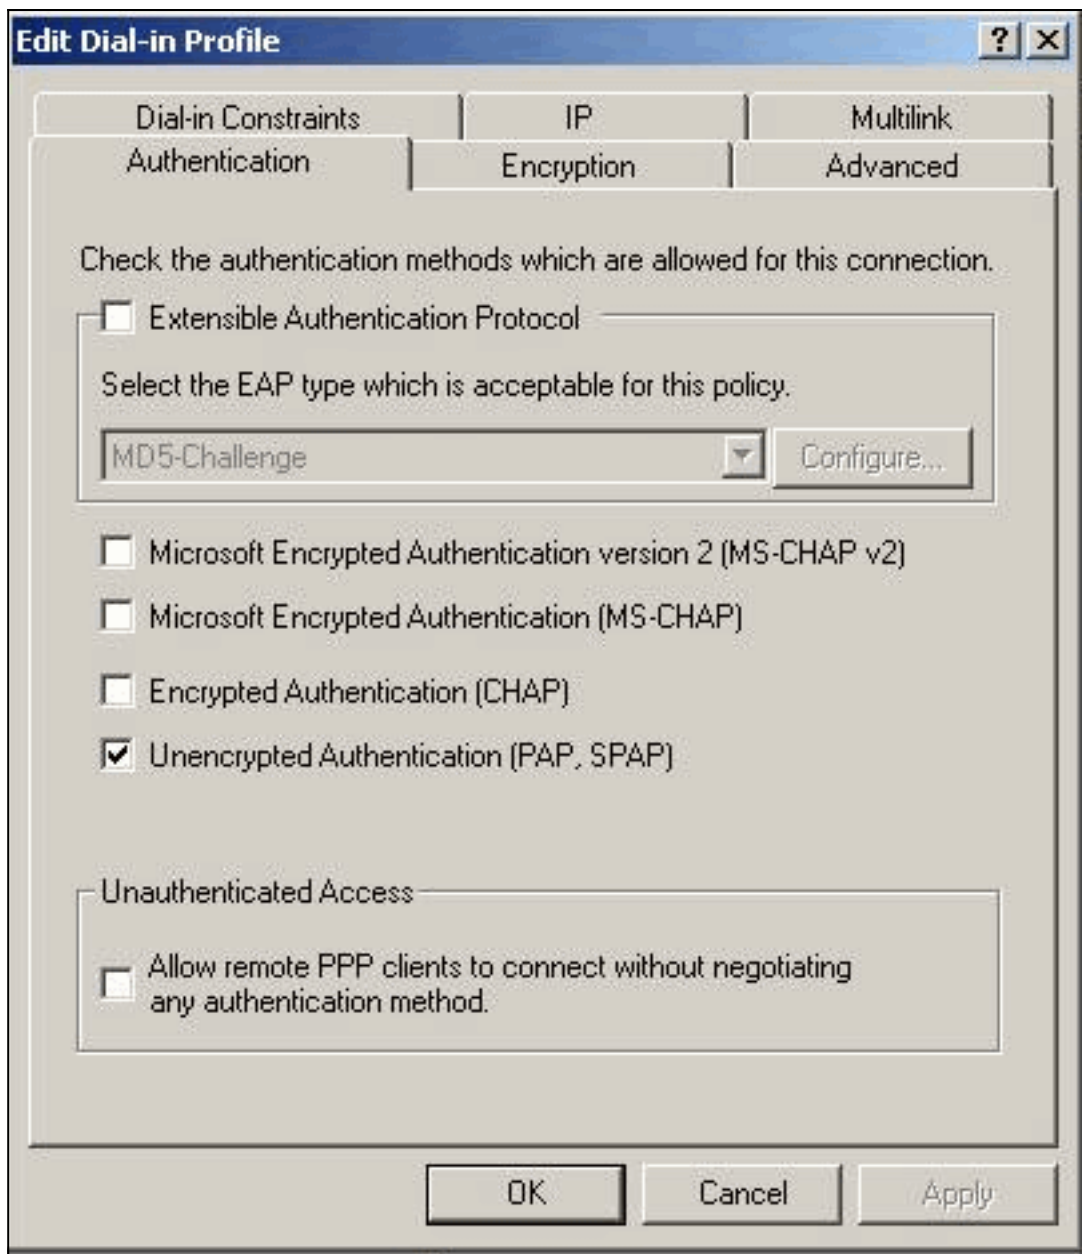 Edit Dial-in Profile
Dial-in Constraints
IP
Multilink
Authentication
Encryption
Advanced
Check the authentication methods which are allowed for this connection.
Extensible Authentication Protocol
Select the EAP type which is acceptable for this policy.
MD5-Challenge
Configure...
Microsoft Encrypted Authentication version 2 (MS-CHAP v2)
Microsoft Encrypted Authentication (MS-CHAP)
Encrypted Authentication (CHAP)
Unencrypted Authentication (PAP, SPAP)
Unauthenticated Access
Allow remote PPP clients to connect without negotiating
any authentication method.
OK
Cancel
Apply